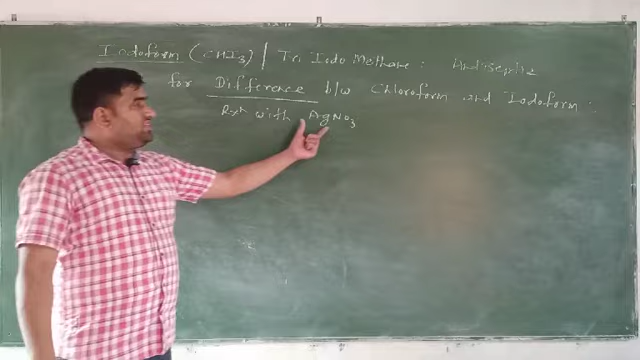 Iodoform (CHI3) | Tri Iodo Methane: Antiseptic
for Difference b/w Chloroform and Iodoform:
Rxn with AgNO3